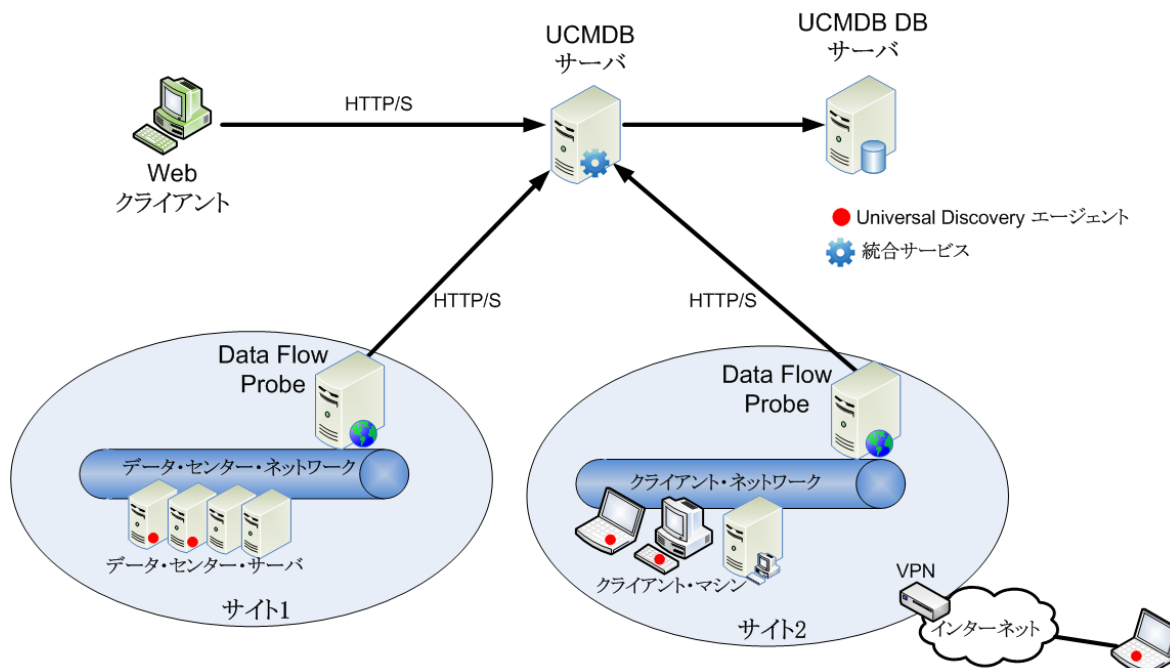 UCMDB
サーバ
UCMDB DB
サーバ
HTTP/S
Web
クライアント
Universal Discovery エージェント
統合サービス
HTTP/S
HTTP/S
Data Flow
Probe
Data Flow
Probe
データ・センター・ネットワーク
クライアント・ネットワーク
データ・センター・サーバ
クライアント・マシン
サイト1
サイト2
VPN
インターネット